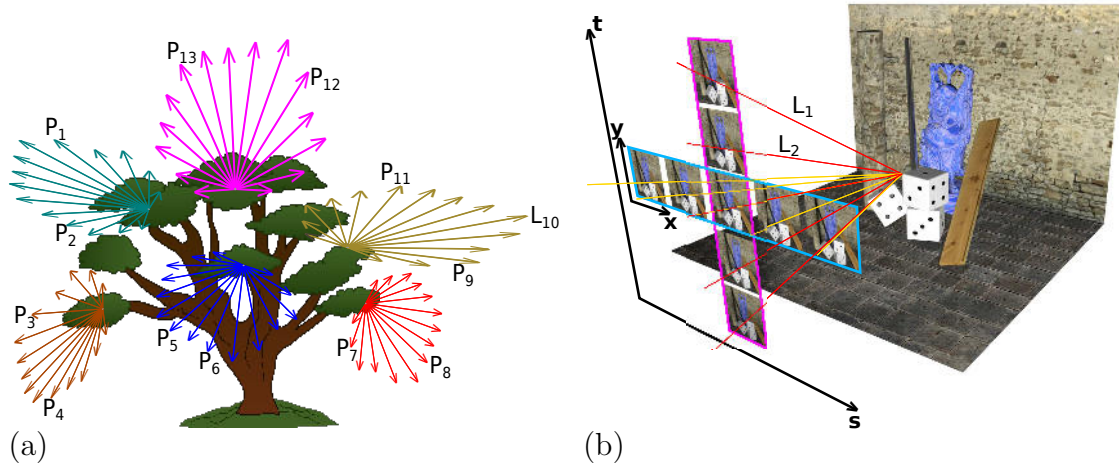 P₁
P₂
P₃
P₄
P₅
P₆
P₇
P₈
P₉
L₁₀
P₁₁
P₁₂
P₁₃
(a)
t
y
x
s
L₁
L₂
(b)